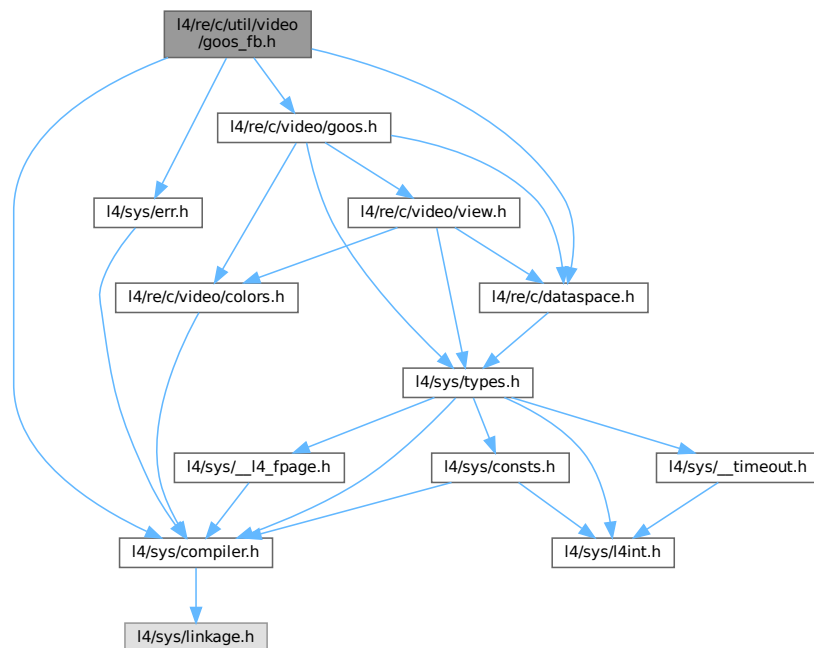 l4/re/c/util/video
/goos_fb.h
l4/re/c/video/goos.h
l4/sys/err.h
l4/re/c/video/view.h
l4/re/c/video/colors.h
l4/re/c/dataspace.h
l4/sys/types.h
l4/sys/__l4_fpage.h
l4/sys/consts.h
l4/sys/__timeout.h
l4/sys/compiler.h
l4/sys/l4int.h
l4/sys/linkage.h